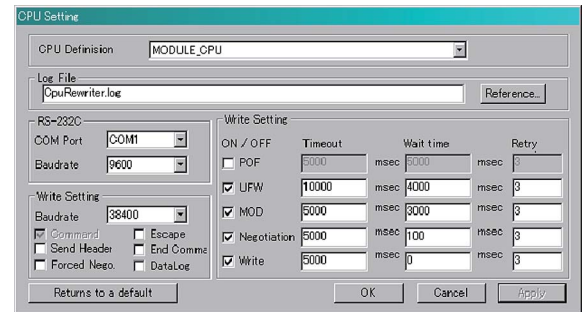 CPU Setting
CPU Definision MODULE_CPU
Log File
CpuRewriter.log Reference...
RS-232C
COM Port COM1
Baudrate 9600
Write Setting
Baudrate 38400
Command Escape
Send Header End Comma
Forced Nego. DataLog
Write Setting
ON / OFF Timeout Wait time Retry
POF 5000 msec 5000 msec 3
UFW 10000 msec 4000 msec 3
MOD 5000 msec 3000 msec 3
Negotiation 5000 msec 100 msec 3
Write 5000 msec 0 msec 3
Returns to a default OK Cancel Apply